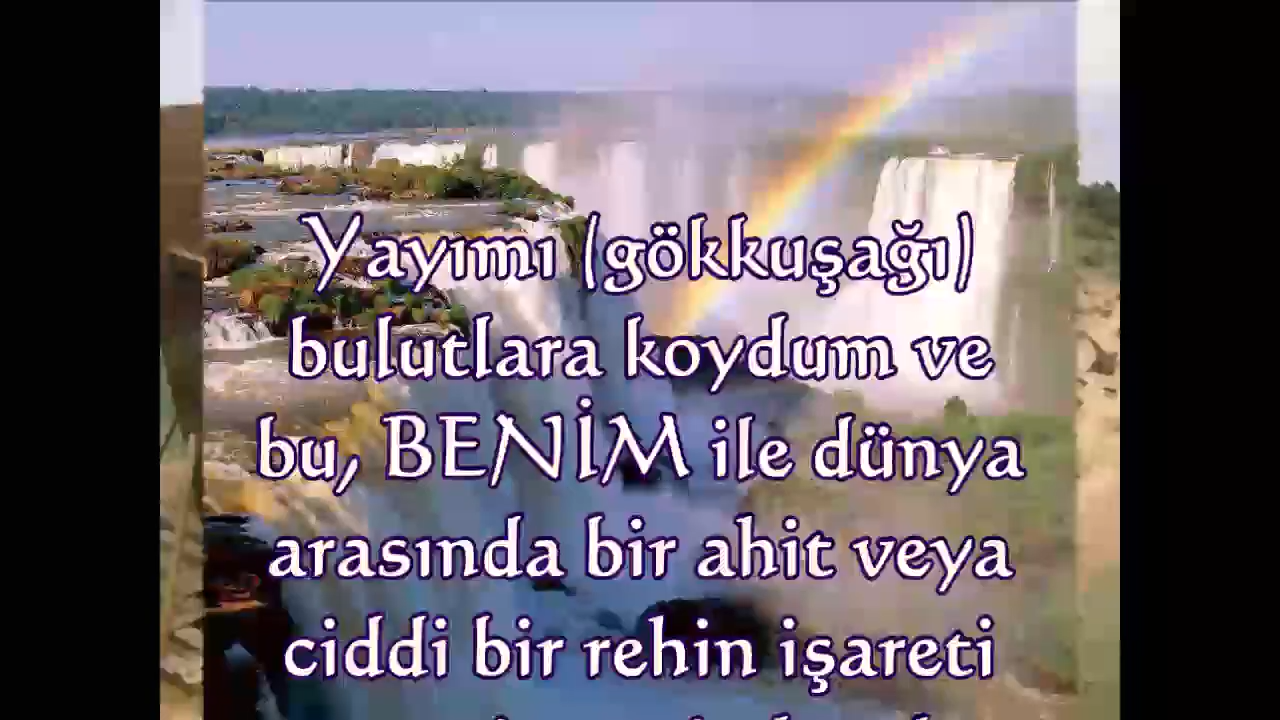 Yayımı (gökkuşağı)
bulutlara koydum ve
bu, BENİM ile dünya
arasında bir ahit veya
ciddi bir rehin işareti